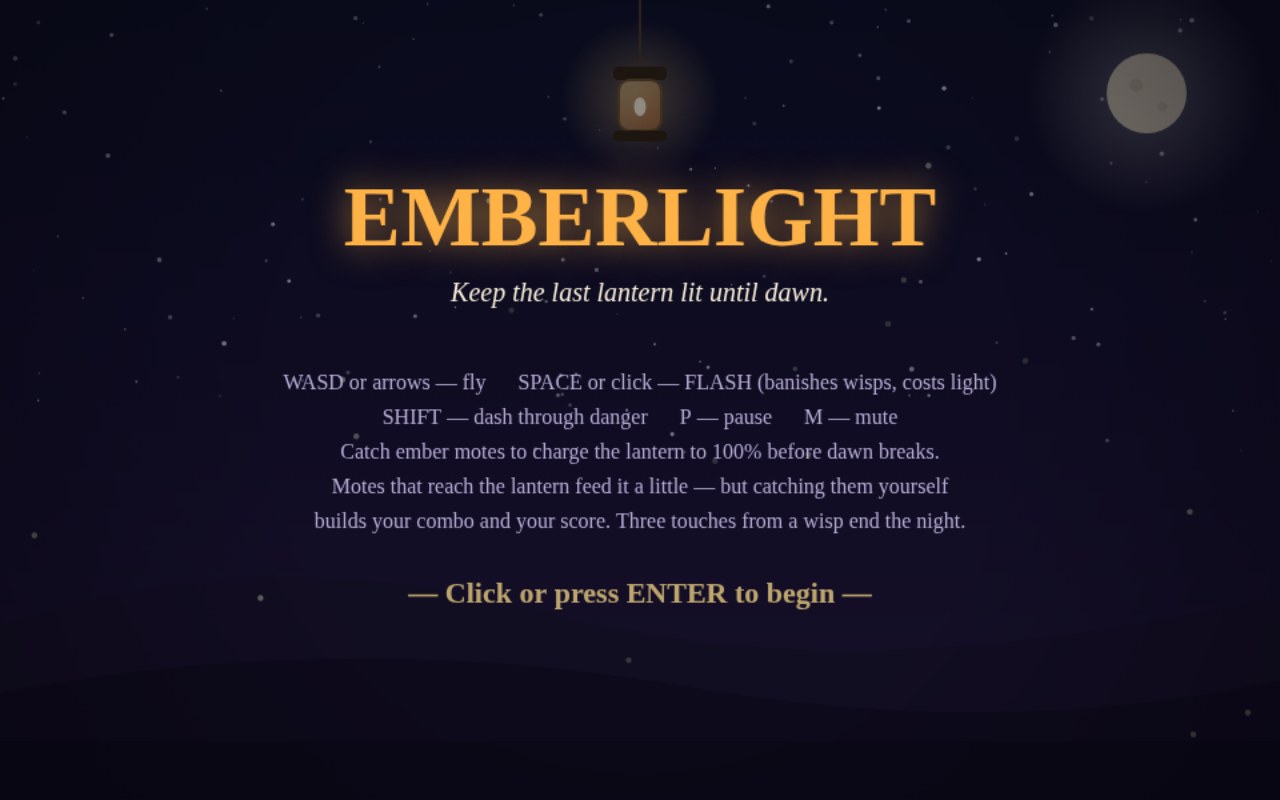 EMBERLIGHT
Keep the last lantern lit until dawn.
WASD or arrows — fly SPACE or click — FLASH (banishes wisps, costs light)
SHIFT — dash through danger P — pause M — mute
Catch ember motes to charge the lantern to 100% before dawn breaks.
Motes that reach the lantern feed it a little — but catching them yourself
builds your combo and your score. Three touches from a wisp end the night.
— Click or press ENTER to begin —